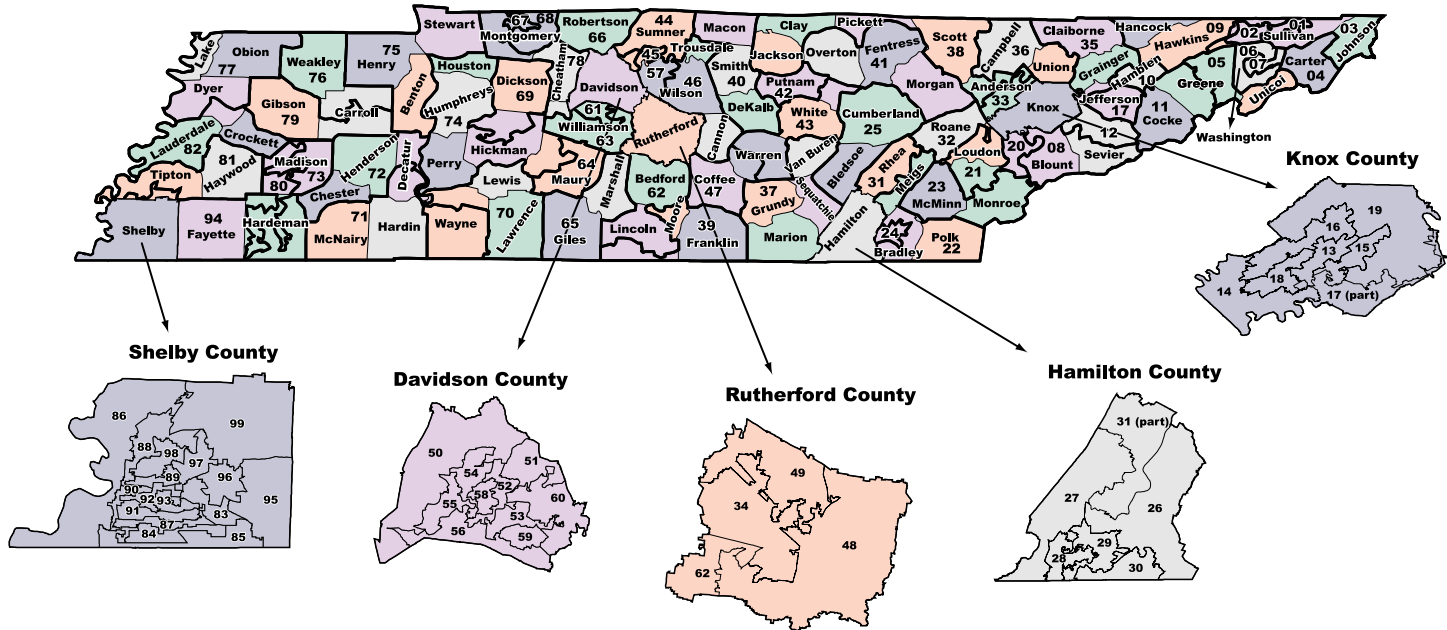 Stewart
67
68
Montgomery
Robertson
66
44
Sumner
Macon
Clay
Pickett
Scott
38
Campbell
36
Claiborne
35
Hancock
09
Hawkins
02
01
Sullivan
03
Johnson
Lake
Obion
77
Weakley
76
75
Henry
Houston
Cheatham
78
45
Trousdale
57
Smith
40
Jackson
Overton
Fentress
41
Union
Grainger
Hamblen
10
05
Greene
06
07
Carter
04
Unicoi
Dyer
Gibson
79
Carroll
Benton
Humphreys
74
Dickson
69
Davidson
46
Wilson
DeKalb
Putnam
42
White
43
Cumberland
25
Morgan
Anderson
33
Knox
Jefferson
17
11
Cocke
Washington
Lauderdale
82
Crockett
81
Haywood
Madison
73
80
Henderson
72
Decatur
Perry
Hickman
61
Williamson
63
Rutherford
Cannon
Warren
Van Buren
Bledsoe
Rhea
31
Roane
32
Loudon
20
08
Blount
12
Sevier
Tipton
Chester
Lewis
64
Maury
Marshall
Bedford
62
Coffee
47
37
Grundy
Sequatchie
Meigs
23
McMinn
21
Monroe
Shelby
94
Fayette
Hardeman
71
McNairy
Hardin
Wayne
70
Lawrence
65
Giles
Lincoln
Moore
39
Franklin
Marion
Hamilton
24
Bradley
Polk
22
Knox County
19
16
13
15
18
14
17 (part)
Shelby County
86
99
88
98
97
89
96
90
92
93
95
91
83
87
84
85
Davidson County
50
51
54
52
58
60
55
53
56
59
Rutherford County
49
34
48
62
Hamilton County
31 (part)
27
26
29
28
30